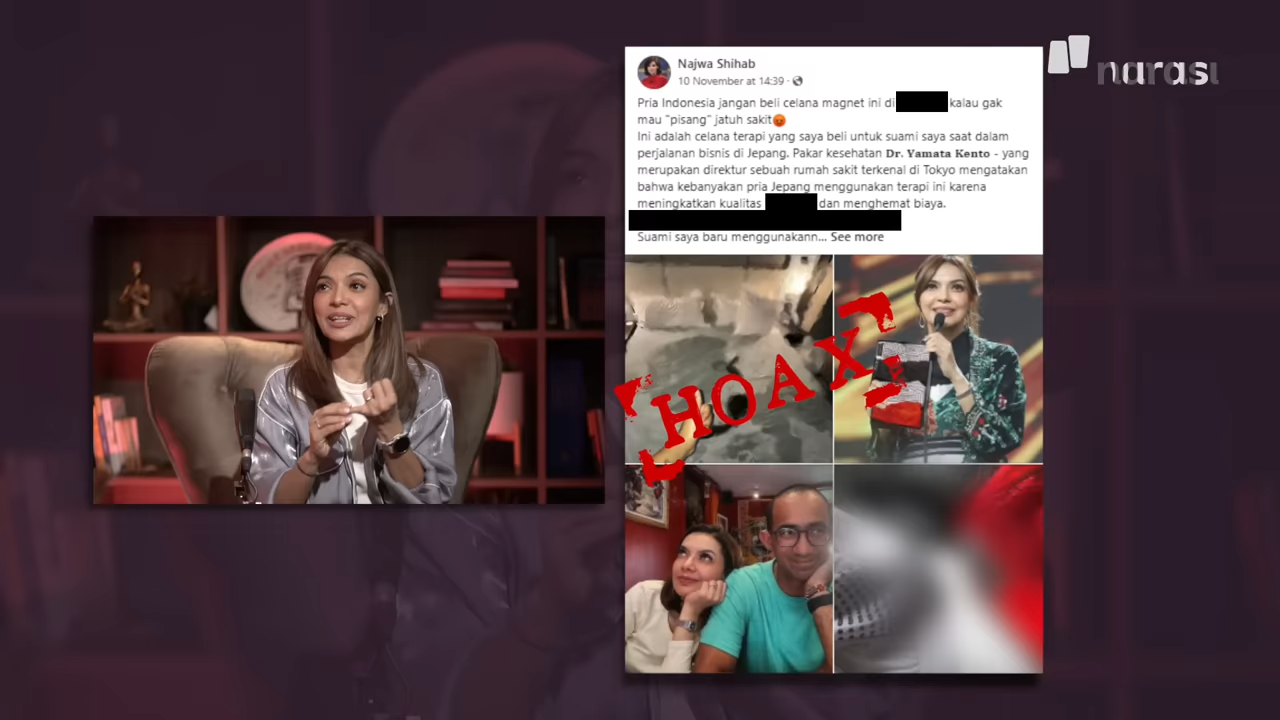 narasi
Najwa Shihab
10 November at 14:39 ·
Pria Indonesia jangan beli celana magnet ini di kalau gak
mau "pisang" jatuh sakit😡
Ini adalah celana terapi yang saya beli untuk suami saya saat dalam
perjalanan bisnis di Jepang. Pakar kesehatan Dr. Yamata Kento - yang
merupakan direktur sebuah rumah sakit terkenal di Tokyo mengatakan
bahwa kebanyakan pria Jepang menggunakan terapi ini karena
meningkatkan kualitas dan menghemat biaya.
Suami saya baru menggunakann... See more
HOAX